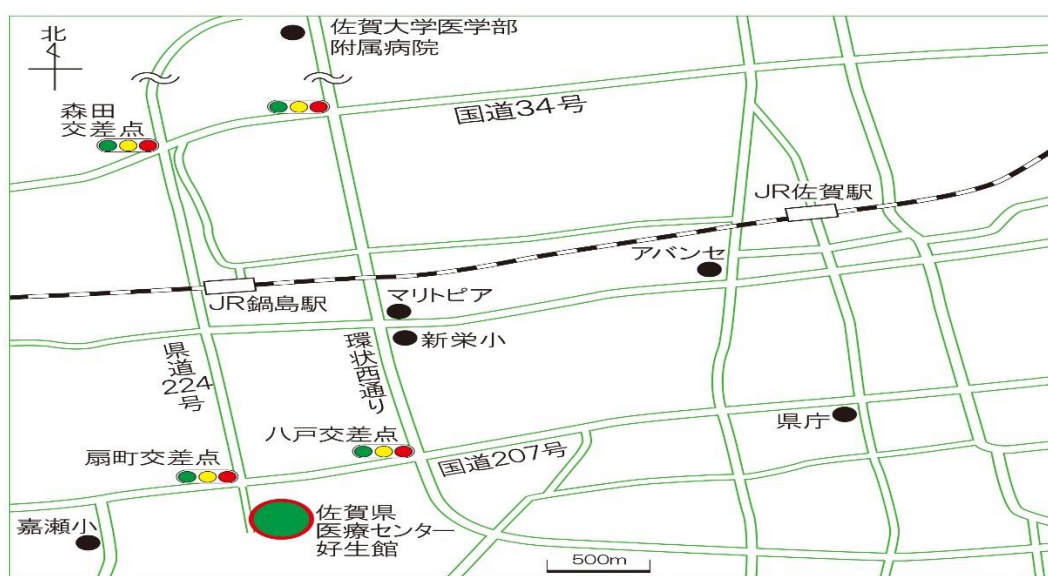 北
佐賀大学医学部
附属病院
森田
交差点
国道34号
JR佐賀駅
アバンセ
JR鍋島駅
マリトピア
新栄小
県道224号
環状西通り
県庁
八戸交差点
国道207号
扇町交差点
嘉瀬小
佐賀県
医療センター
好生館
500m